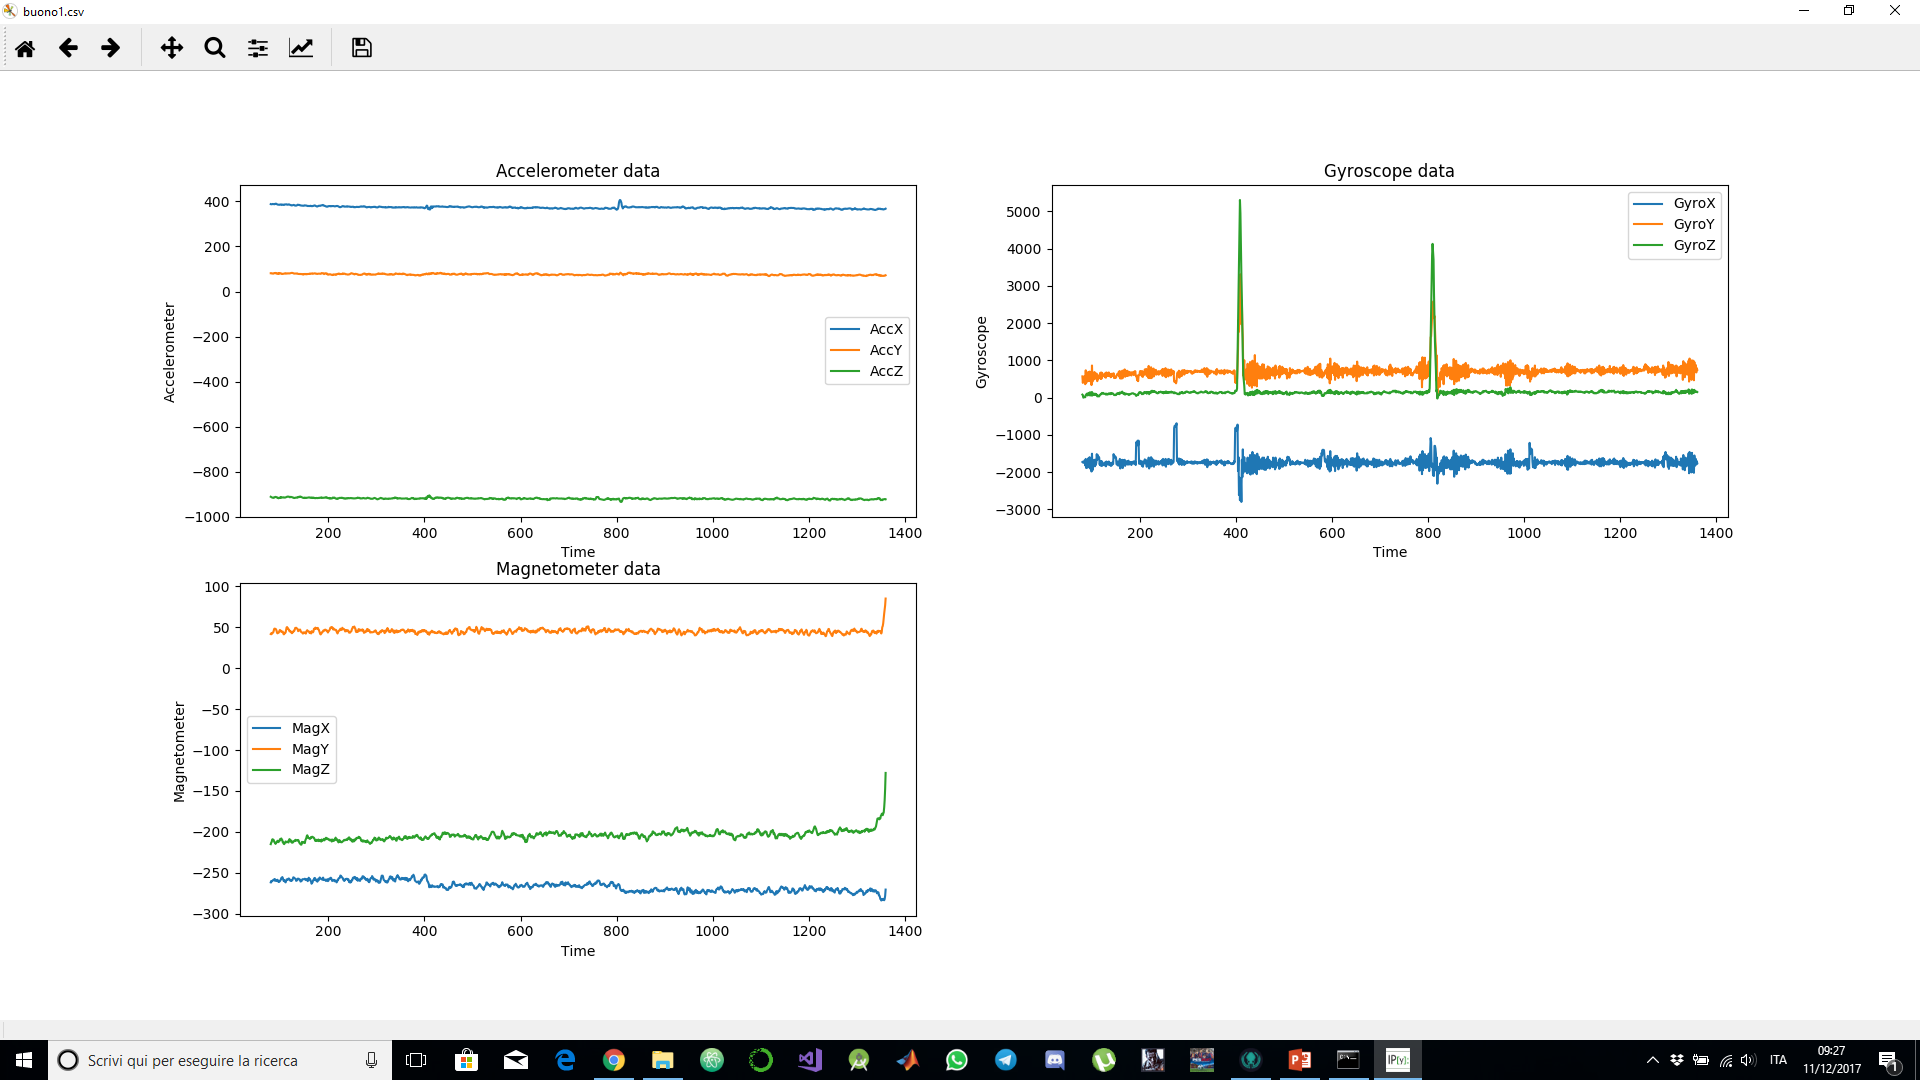 buono1.csv
Accelerometer data
400
200
0
−200
−400
−600
−800
−1000
Accelerometer
AccX
AccY
AccZ
200 400 600 800 1000 1200 1400
Time
Gyroscope data
5000
4000
3000
2000
1000
0
−1000
−2000
−3000
Gyroscope
GyroX
GyroY
GyroZ
200 400 600 800 1000 1200 1400
Time
Magnetometer data
100
50
0
−50
−100
−150
−200
−250
−300
Magnetometer
MagX
MagY
MagZ
200 400 600 800 1000 1200 1400
Time
Scrivi qui per eseguire la ricerca
IP[y]:
ITA
09:27
11/12/2017
1